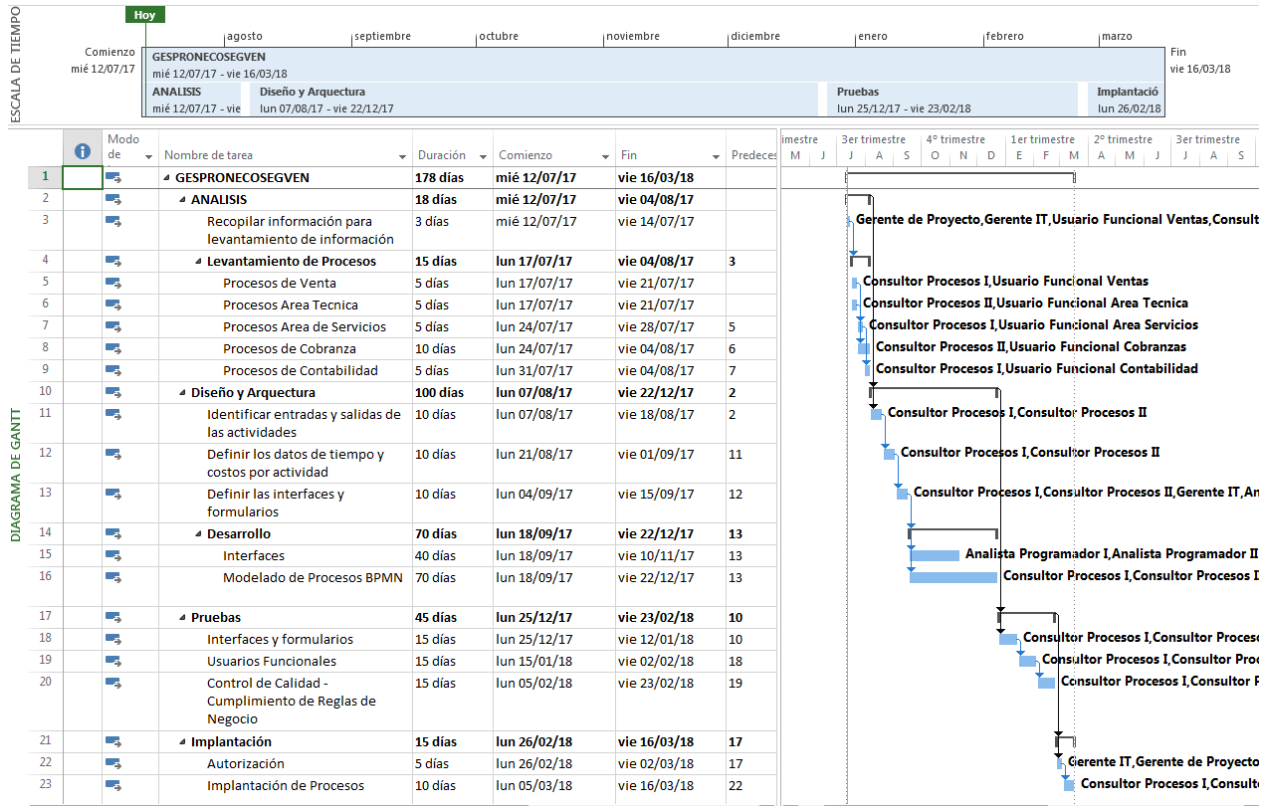 ESCALA DE TIEMPO
Hoy
agosto septiembre octubre noviembre diciembre enero febrero marzo
Comienzo
mié 12/07/17
GESPRONECOSEGVEN
mié 12/07/17 - vie 16/03/18
Fin
vie 16/03/18
ANALISIS
mié 12/07/17 - vie
Diseño y Arquectura
lun 07/08/17 - vie 22/12/17
Pruebas
lun 25/12/17 - vie 23/02/18
Implantació
lun 26/02/18
DIAGRAMA DE GANTT
Modo
de
Nombre de tarea Duración Comienzo Fin Predeces
imestre 3er trimestre 4º trimestre 1er trimestre 2º trimestre 3er trimestre
M J J A S O N D E F M A M J J A S
1 GESPRONECOSEGVEN 178 días mié 12/07/17 vie 16/03/18
2 ANALISIS 18 días mié 12/07/17 vie 04/08/17
3 Recopilar información para 3 días mié 12/07/17 vie 14/07/17 Gerente de Proyecto,Gerente IT,Usuario Funcional Ventas,Consult
levantamiento de información
4 Levantamiento de Procesos 15 días lun 17/07/17 vie 04/08/17 3
5 Procesos de Venta 5 días lun 17/07/17 vie 21/07/17 Consultor Procesos I,Usuario Funcional Ventas
6 Procesos Area Tecnica 5 días lun 17/07/17 vie 21/07/17 Consultor Procesos II,Usuario Funcional Area Tecnica
7 Procesos Area de Servicios 5 días lun 24/07/17 vie 28/07/17 5 Consultor Procesos I,Usuario Funcional Area Servicios
8 Procesos de Cobranza 10 días lun 24/07/17 vie 04/08/17 6 Consultor Procesos II,Usuario Funcional Cobranzas
9 Procesos de Contabilidad 5 días lun 31/07/17 vie 04/08/17 7 Consultor Procesos I,Usuario Funcional Contabilidad
10 Diseño y Arquectura 100 días lun 07/08/17 vie 22/12/17 2
11 Identificar entradas y salidas de 10 días lun 07/08/17 vie 18/08/17 2 Consultor Procesos I,Consultor Procesos II
las actividades
12 Definir los datos de tiempo y 10 días lun 21/08/17 vie 01/09/17 11 Consultor Procesos I,Consultor Procesos II
costos por actividad
13 Definir las interfaces y 10 días lun 04/09/17 vie 15/09/17 12 Consultor Procesos I,Consultor Procesos II,Gerente IT,An
formularios
14 Desarrollo 70 días lun 18/09/17 vie 22/12/17 13
15 Interfaces 40 días lun 18/09/17 vie 10/11/17 13 Analista Programador I,Analista Programador II
16 Modelado de Procesos BPMN 70 días lun 18/09/17 vie 22/12/17 13 Consultor Procesos I,Consultor Procesos I
17 Pruebas 45 días lun 25/12/17 vie 23/02/18 10
18 Interfaces y formularios 15 días lun 25/12/17 vie 12/01/18 10 Consultor Procesos I,Consultor Proceso
19 Usuarios Funcionales 15 días lun 15/01/18 vie 02/02/18 18 Consultor Procesos I,Consultor Pro
20 Control de Calidad - 15 días lun 05/02/18 vie 23/02/18 19 Consultor Procesos I,Consultor P
Cumplimiento de Reglas de
Negocio
21 Implantación 15 días lun 26/02/18 vie 16/03/18 17
22 Autorización 5 días lun 26/02/18 vie 02/03/18 17 Gerente IT,Gerente de Proyecto
23 Implantación de Procesos 10 días lun 05/03/18 vie 16/03/18 22 Consultor Procesos I,Consult